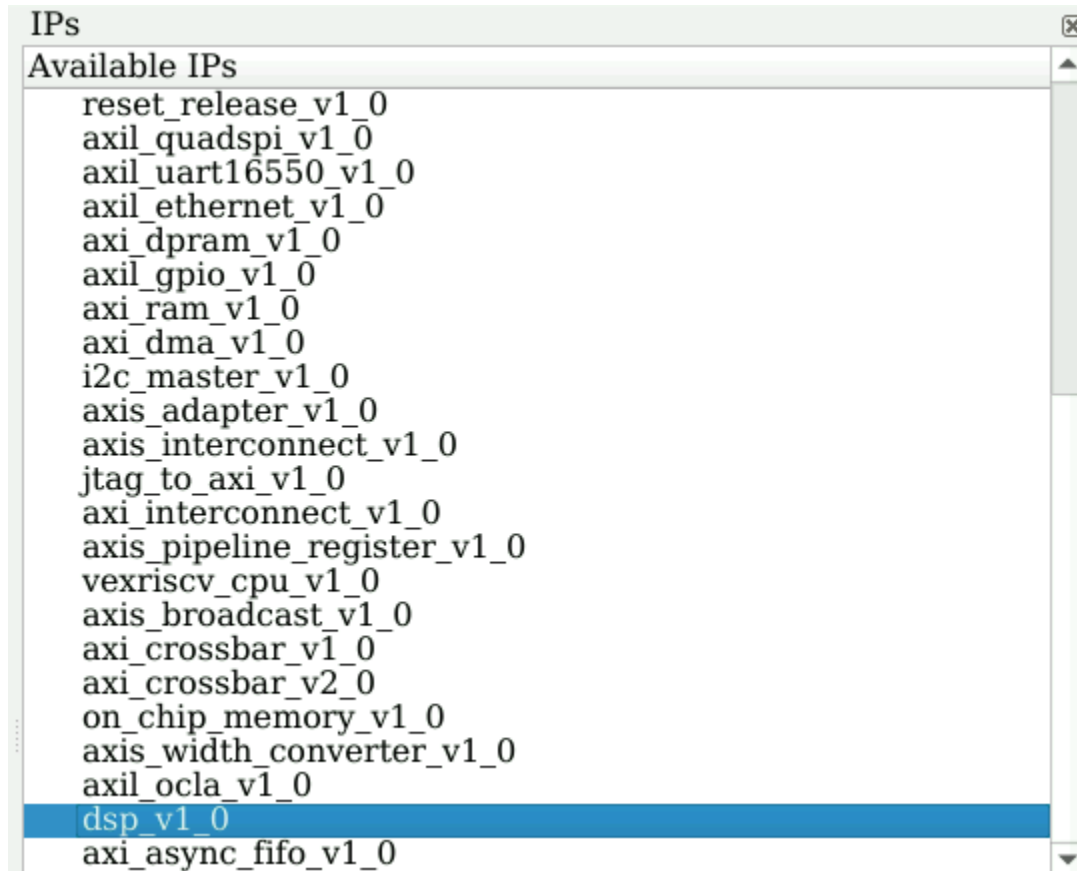 IPs
Available IPs
reset_release_v1_0
axil_quadspi_v1_0
axil_uart16550_v1_0
axil_ethernet_v1_0
axi_dpram_v1_0
axil_gpio_v1_0
axi_ram_v1_0
axi_dma_v1_0
i2c_master_v1_0
axis_adapter_v1_0
axis_interconnect_v1_0
jtag_to_axi_v1_0
axi_interconnect_v1_0
axis_pipeline_register_v1_0
vexriscv_cpu_v1_0
axis_broadcast_v1_0
axi_crossbar_v1_0
axi_crossbar_v2_0
on_chip_memory_v1_0
axis_width_converter_v1_0
axil_ocla_v1_0
dsp_v1_0
axi_async_fifo_v1_0